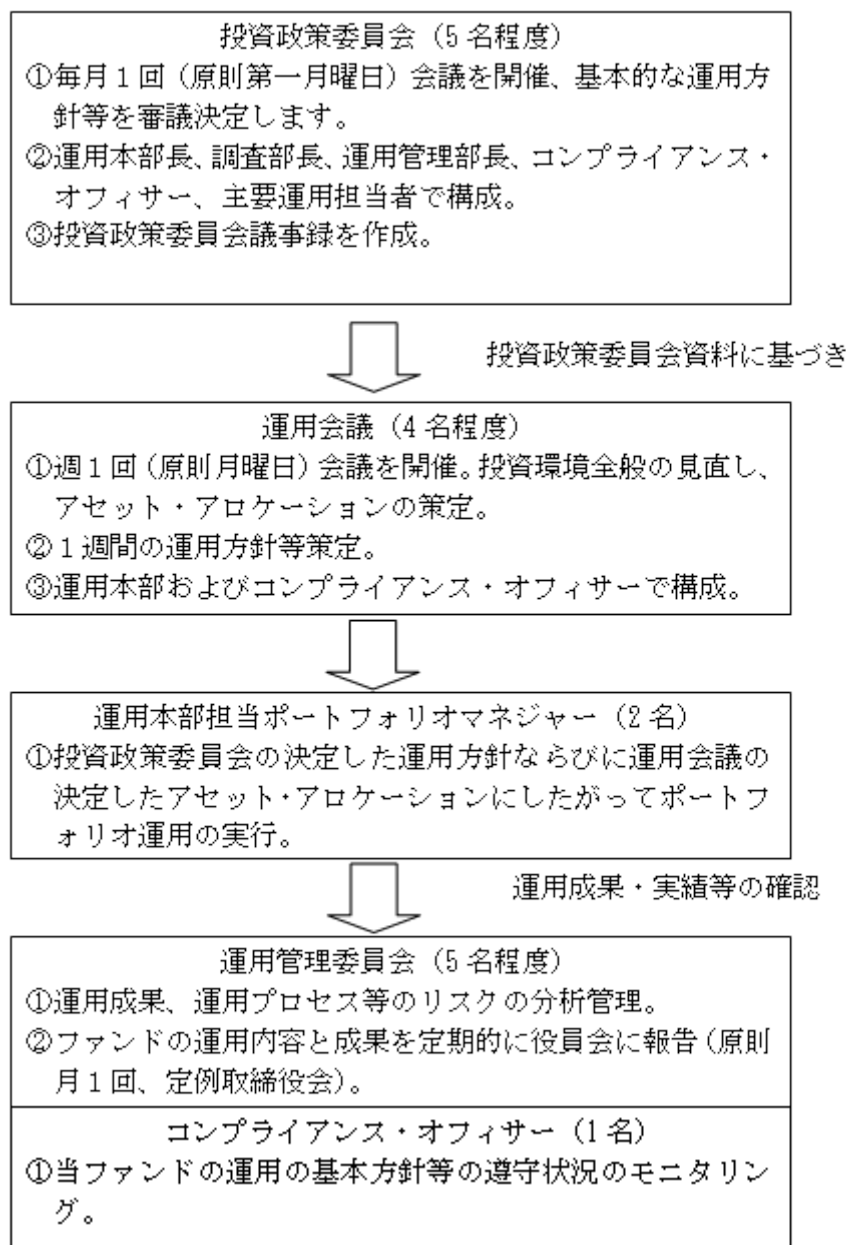 投資政策委員会（5名程度）
①毎月1回（原則第一月曜日）会議を開催、基本的な運用方
針等を審議決定します。
②運用本部長、調査部長、運用管理部長、コンプライアンス・
オフィサー、主要運用担当者で構成。
③投資政策委員会議事録を作成。
投資政策委員会資料に基づき
運用会議（4名程度）
①週1回（原則月曜日）会議を開催。投資環境全般の見直し、
アセット・アロケーションの策定。
②1週間の運用方針等策定。
③運用本部およびコンプライアンス・オフィサーで構成。
運用本部担当ポートフォリオマネジャー（2名）
①投資政策委員会の決定した運用方針ならびに運用会議の
決定したアセット・アロケーションにしたがってポートフ
ォリオ運用の実行。
運用成果・実績等の確認
運用管理委員会（5名程度）
①運用成果、運用プロセス等のリスクの分析管理。
②ファンドの運用内容と成果を定期的に役員会に報告（原則
月1回、定例取締役会）。
コンプライアンス・オフィサー（1名）
①当ファンドの運用の基本方針等の遵守状況のモニタリン
グ。